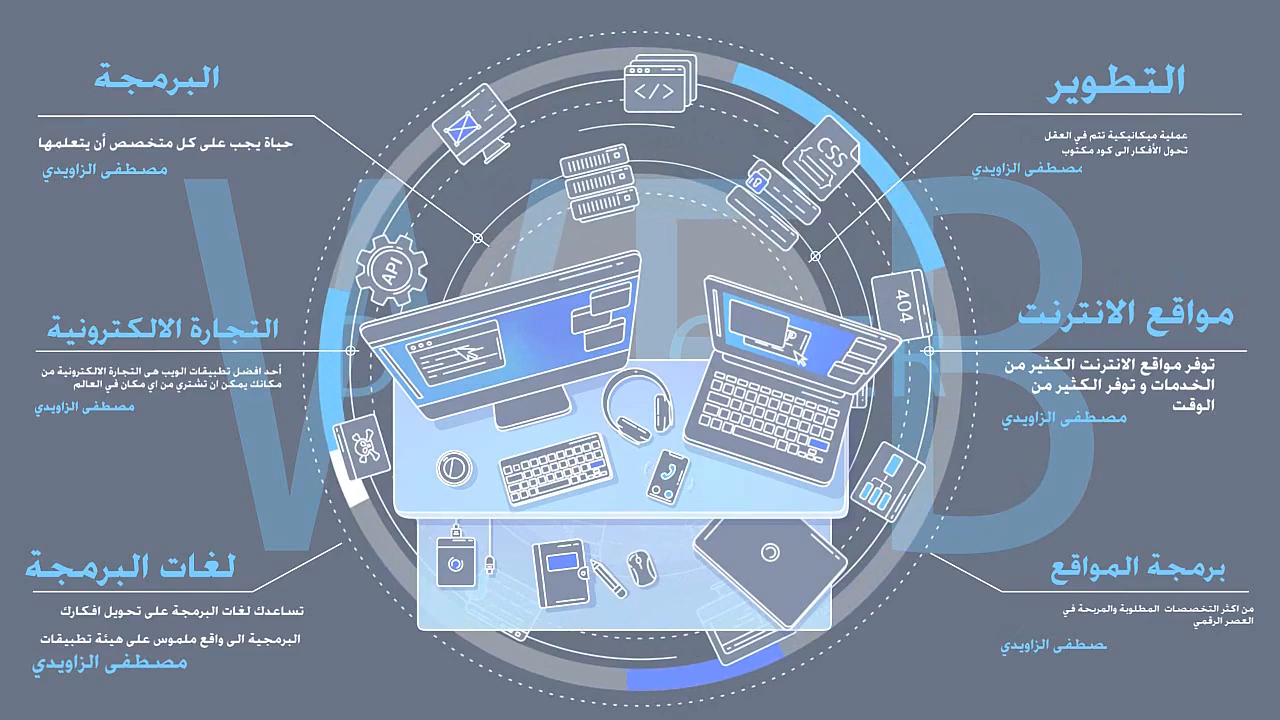 التطوير
عملية ميكانيكية تتم في العقل
تحول الأفكار الى كود مكتوب
مصطفى الزاويدي
مواقع الانترنت
توفر مواقع الانترنت الكثير من
الخدمات و توفر الكثير من
الوقت
مصطفى الزاويدي
برمجة المواقع
من اكثر التخصصات المطلوبة والمربحة في
العصر الرقمي
صطفى الزاويدي
البرمجة
حياة يجب على كل متخصص أن يتعلمها
مصطفى الزاويدي
التجارة الالكترونية
أحد افضل تطبيقات الويب هي التجارة الالكترونية من
مكانك يمكن ان تشتري من اي مكان في العالم
مصطفى الزاويدي
لغات البرمجة
تساعدك لغات البرمجة على تحويل افكارك
البرمجية الى واقع ملموس على هيئة تطبيقات
مصطفى الزاويدي
WEB
</>
CSS
API
404